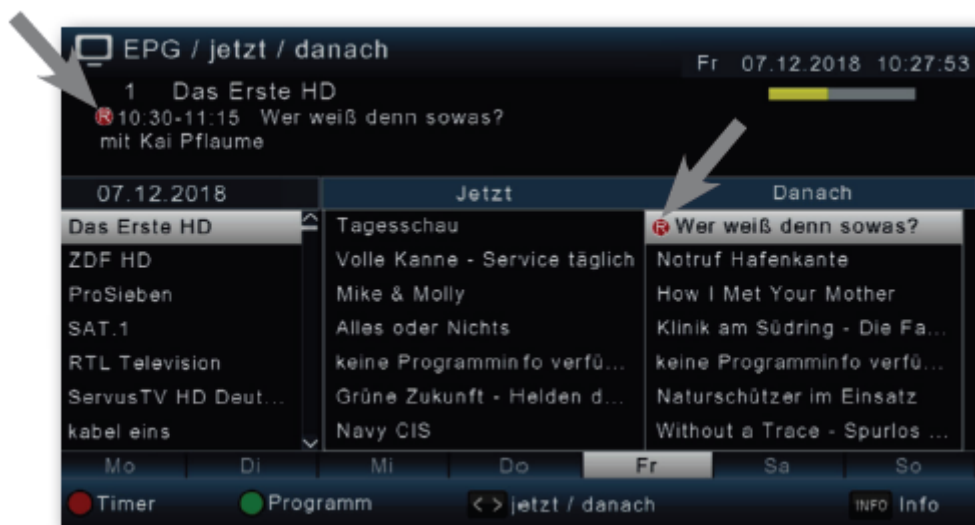 EPG / jetzt / danach
Fr 07.12.2018 10:27:53
1 Das Erste HD
R 10:30-11:15 Wer weiß denn sowas?
mit Kai Pflaume
07.12.2018 Jetzt Danach
Das Erste HD Tagesschau R Wer weiß denn sowas?
ZDF HD Volle Kanne - Service täglich Notruf Hafenkante
ProSieben Mike & Molly How I Met Your Mother
SAT.1 Alles oder Nichts Klinik am Südring - Die Fa...
RTL Television keine Programminfo verfü... keine Programminfo verfü...
ServusTV HD Deut... Grüne Zukunft - Helden d... Naturschützer im Einsatz
kabel eins Navy CIS Without a Trace - Spurlos ...
Mo Di Mi Do Fr Sa So
Timer Programm < > jetzt / danach INFO Info